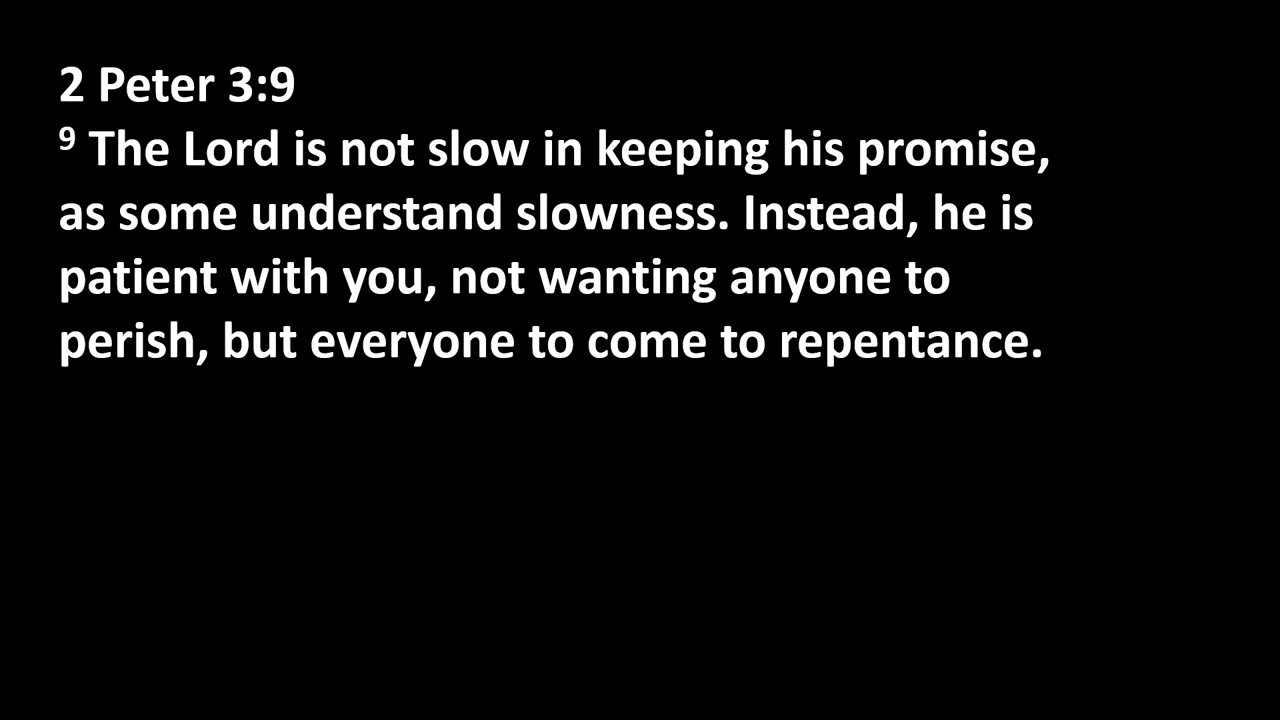 2 Peter 3:9
⁹ The Lord is not slow in keeping his promise,
as some understand slowness. Instead, he is
patient with you, not wanting anyone to
perish, but everyone to come to repentance.